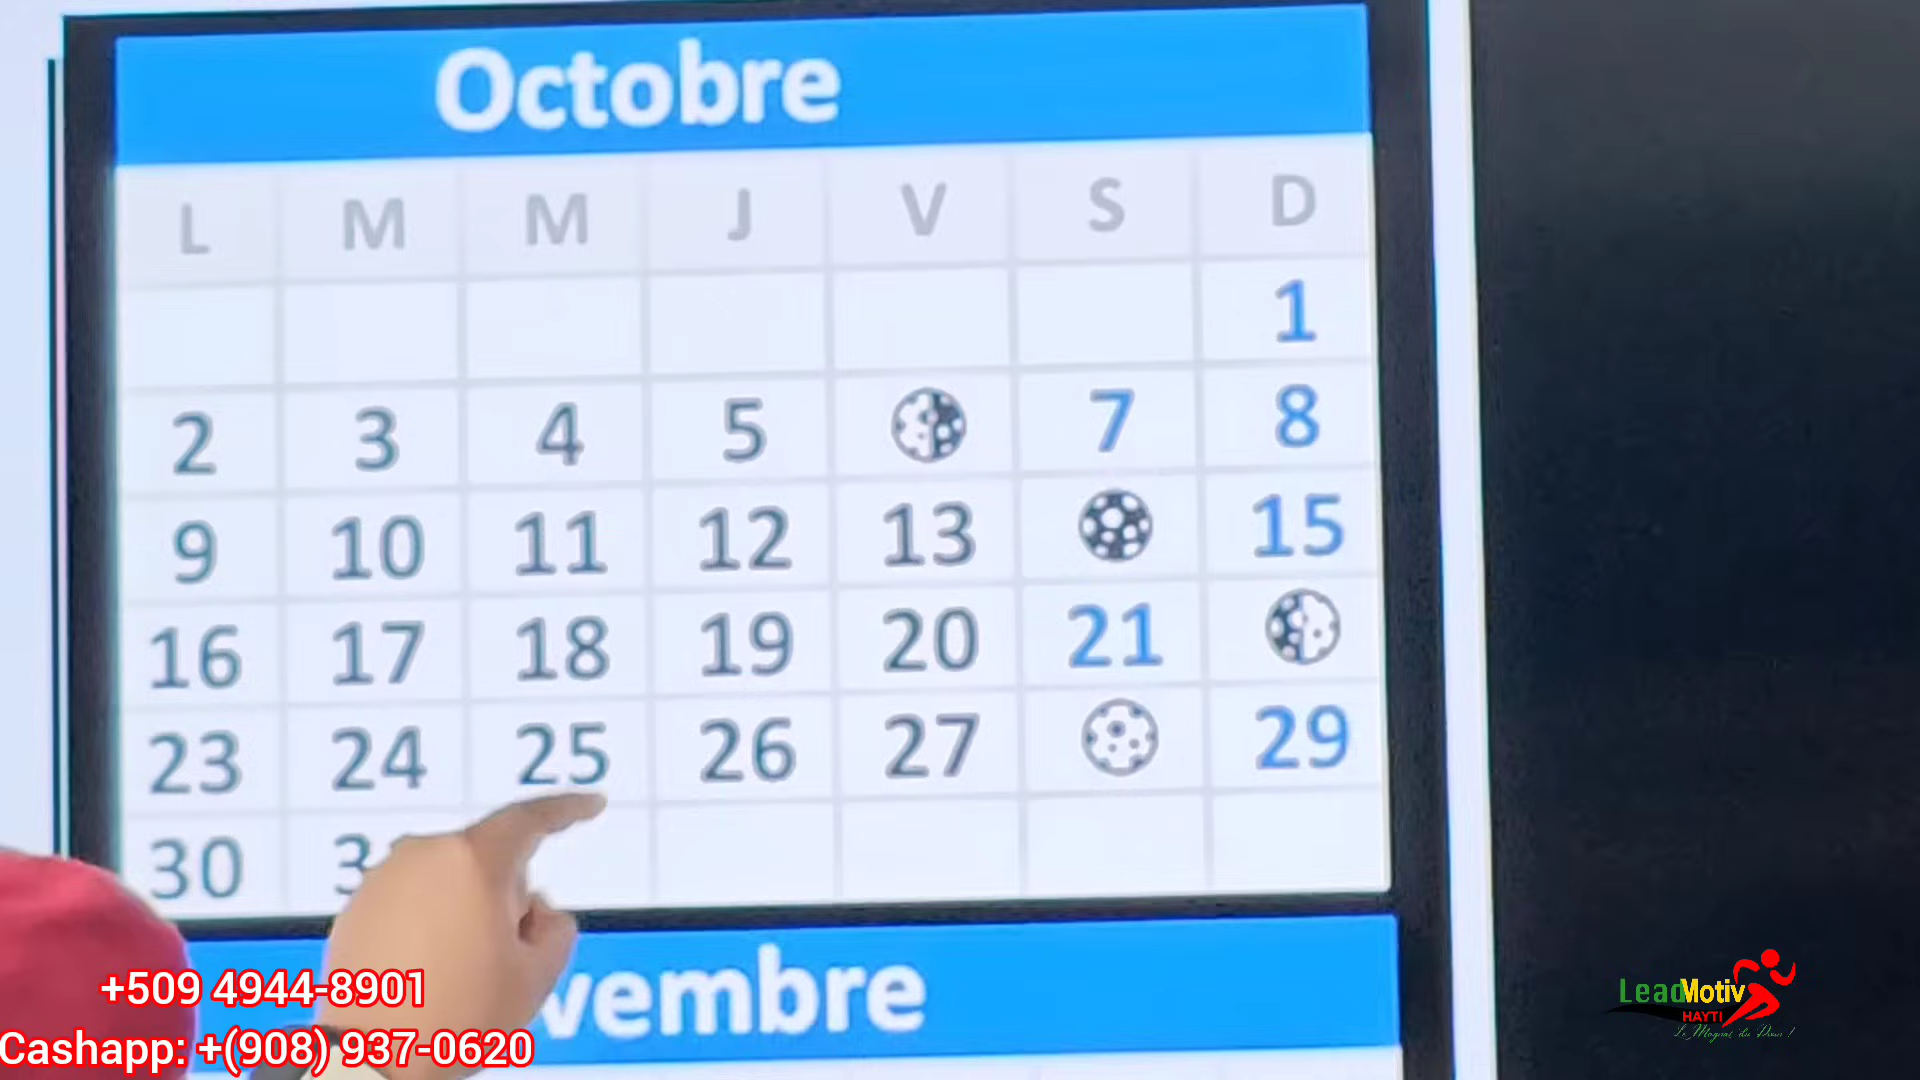 Octobre
L M M J V S D
1
2 3 4 5 7 8
9 10 11 12 13 15
16 17 18 19 20 21
23 24 25 26 27 29
30
vembre
+509 4944-8901
Cashapp: +(908) 937-0620
LeadMotiv
HAYTI